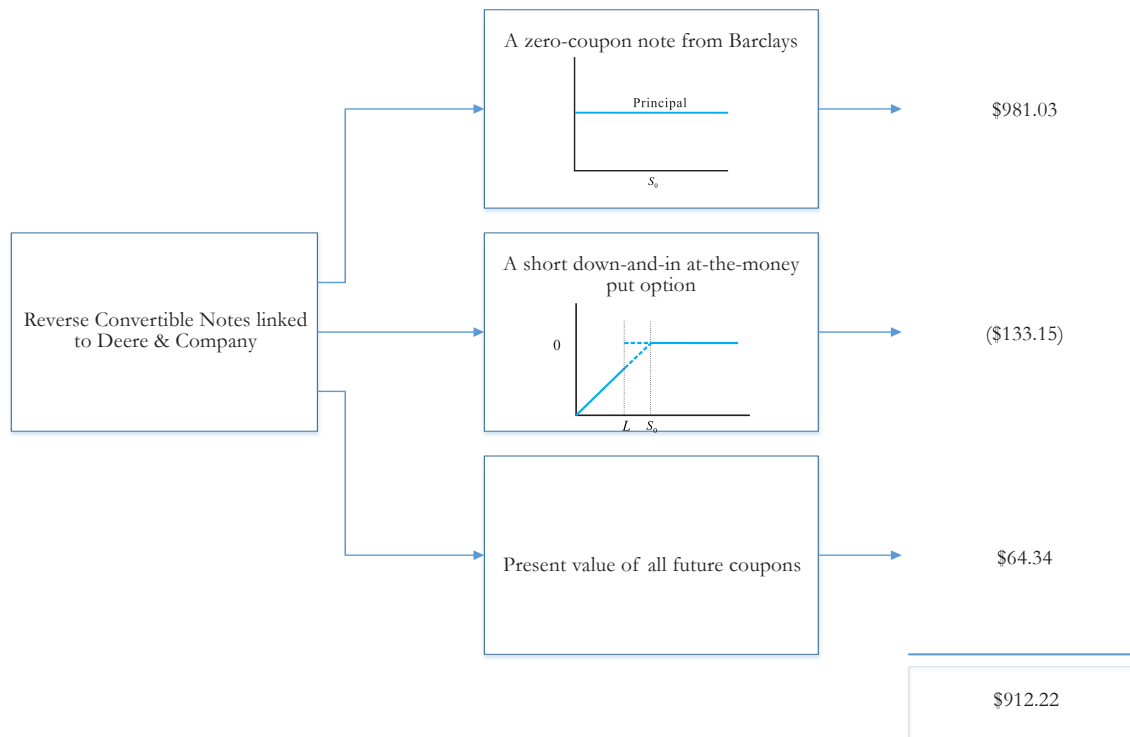 A zero-coupon note from Barclays
Principal
S₀
$981.03
Reverse Convertible Notes linked
to Deere & Company
A short down-and-in at-the-money
put option
0
L S₀
($133.15)
Present value of all future coupons
$64.34
$912.22